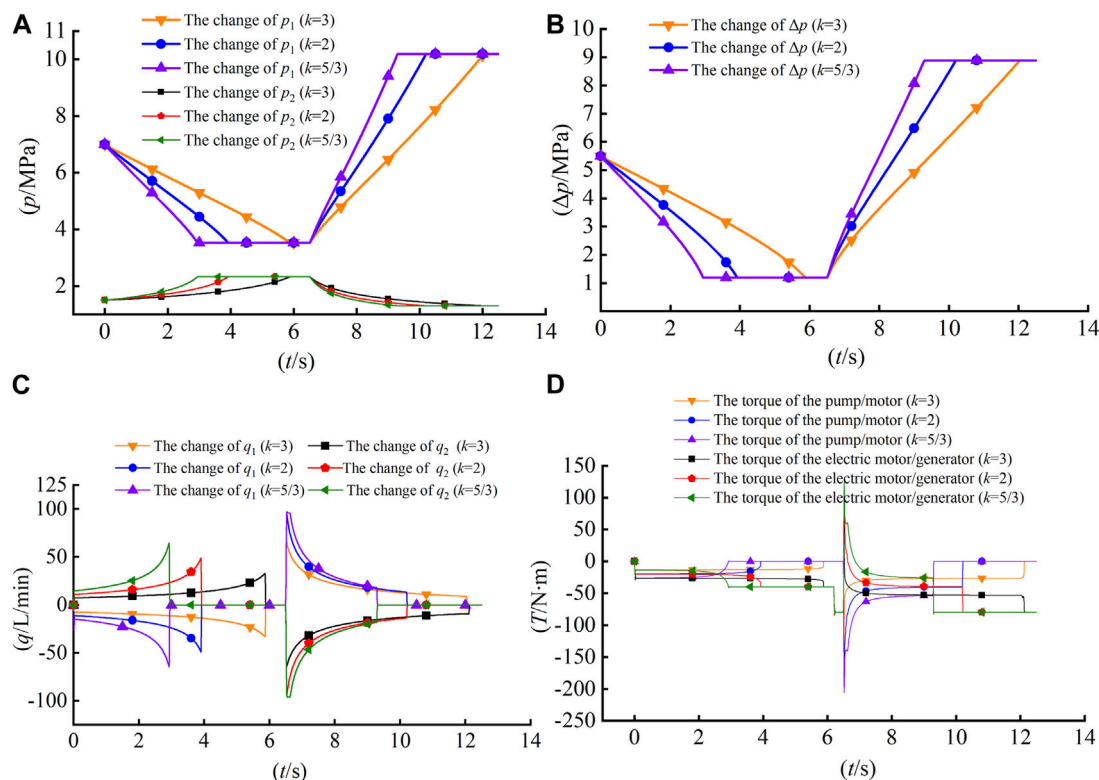 A
The change of p₁ (k=3)
The change of p₁ (k=2)
The change of p₁ (k=5/3)
The change of p₂ (k=3)
The change of p₂ (k=2)
The change of p₂ (k=5/3)
10
8
6
4
2
(p/MPa)
0 2 4 6 8 10 12 14
(t/s)
B
The change of Δp (k=3)
The change of Δp (k=2)
The change of Δp (k=5/3)
9
8
7
6
5
4
3
2
1
(Δp/MPa)
0 2 4 6 8 10 12 14
(t/s)
C
The change of q₁ (k=3) The change of q₂ (k=3)
The change of q₁ (k=2) The change of q₂ (k=2)
The change of q₁ (k=5/3) The change of q₂ (k=5/3)
100
50
0
-50
-100
(q/L/min)
0 2 4 6 8 10 12 14
(t/s)
D
The torque of the pump/motor (k=3)
The torque of the pump/motor (k=2)
The torque of the pump/motor (k=5/3)
The torque of the electric motor/generator (k=3)
The torque of the electric motor/generator (k=2)
The torque of the electric motor/generator (k=5/3)
150
100
50
0
-50
-100
-150
-200
-250
(T/N·m)
0 2 4 6 8 10 12 14
(t/s)